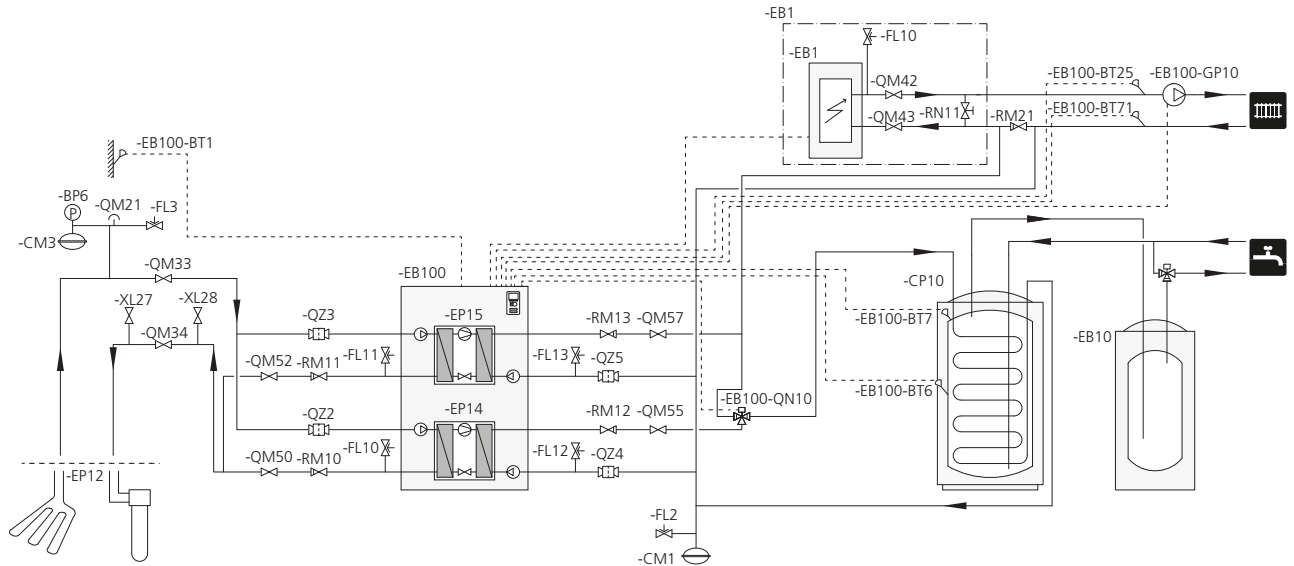 -EB1
-FL10
-EB1
-QM42
-EB100-BT25
-EB100-GP10
-QM43
-RN11
-EB100-BT71
-RM21
-EB100-BT1
-BP6
P
-QM21
-FL3
-CM3
-QM33
-XL27
-XL28
-QM34
-EB100
-CP10
-QZ3
-EP15
-RM13
-QM57
-EB100-BT7
-EB10
-QM52
-RM11
-FL11
-FL13
-QZ5
-EB100-BT6
-EB100-QN10
-QZ2
-EP14
-RM12
-QM55
-QM50
-RM10
-FL10
-FL12
-QZ4
-EP12
-FL2
-CM1